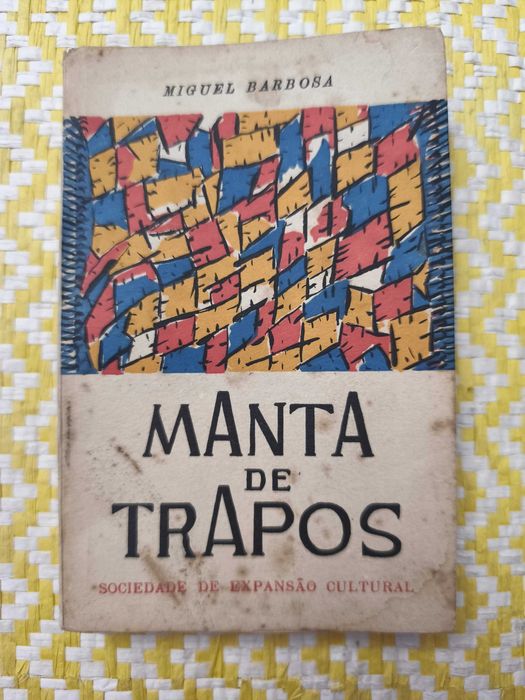 MIGUEL BARBOSA
MANTA
DE
TRAPOS
SOCIEDADE DE EXPANSÃO CULTURAL